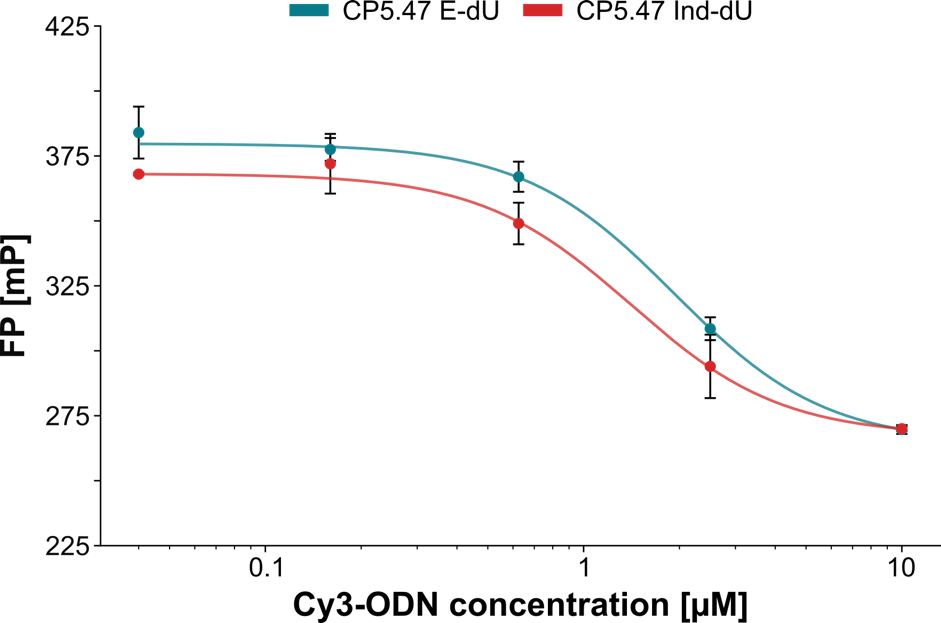 CP5.47 E-dU CP5.47 Ind-dU
425
375
325
275
225
FP [mP]
0.1 1 10
Cy3-ODN concentration [µM]